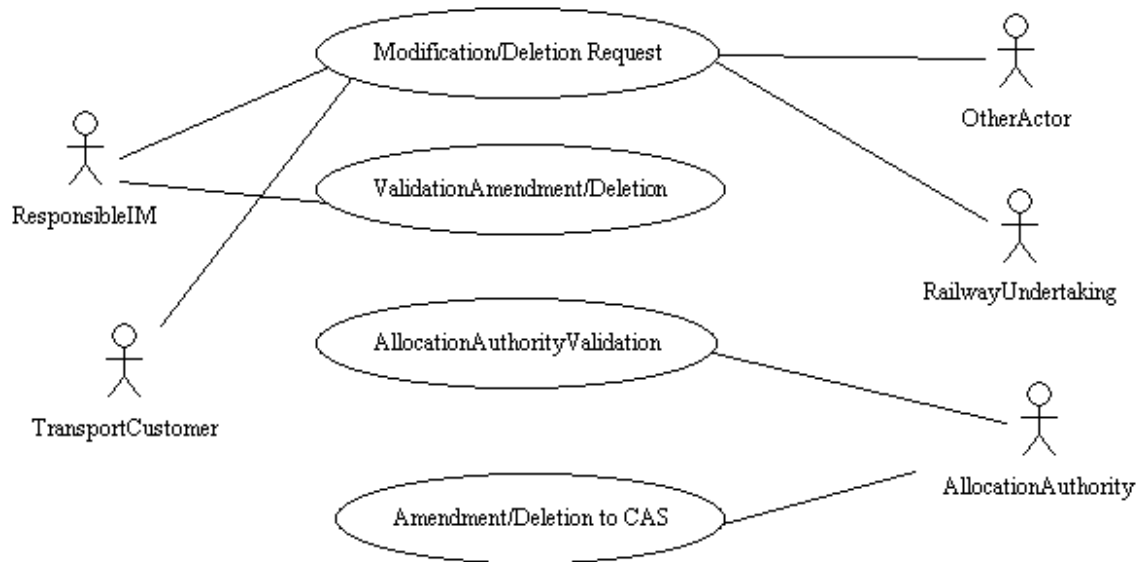 Modification/Deletion Request
OtherActor
ResponsibleIM
ValidationAmendment/Deletion
RailwayUndertaking
AllocationAuthorityValidation
TransportCustomer
AllocationAuthority
Amendment/Deletion to CAS